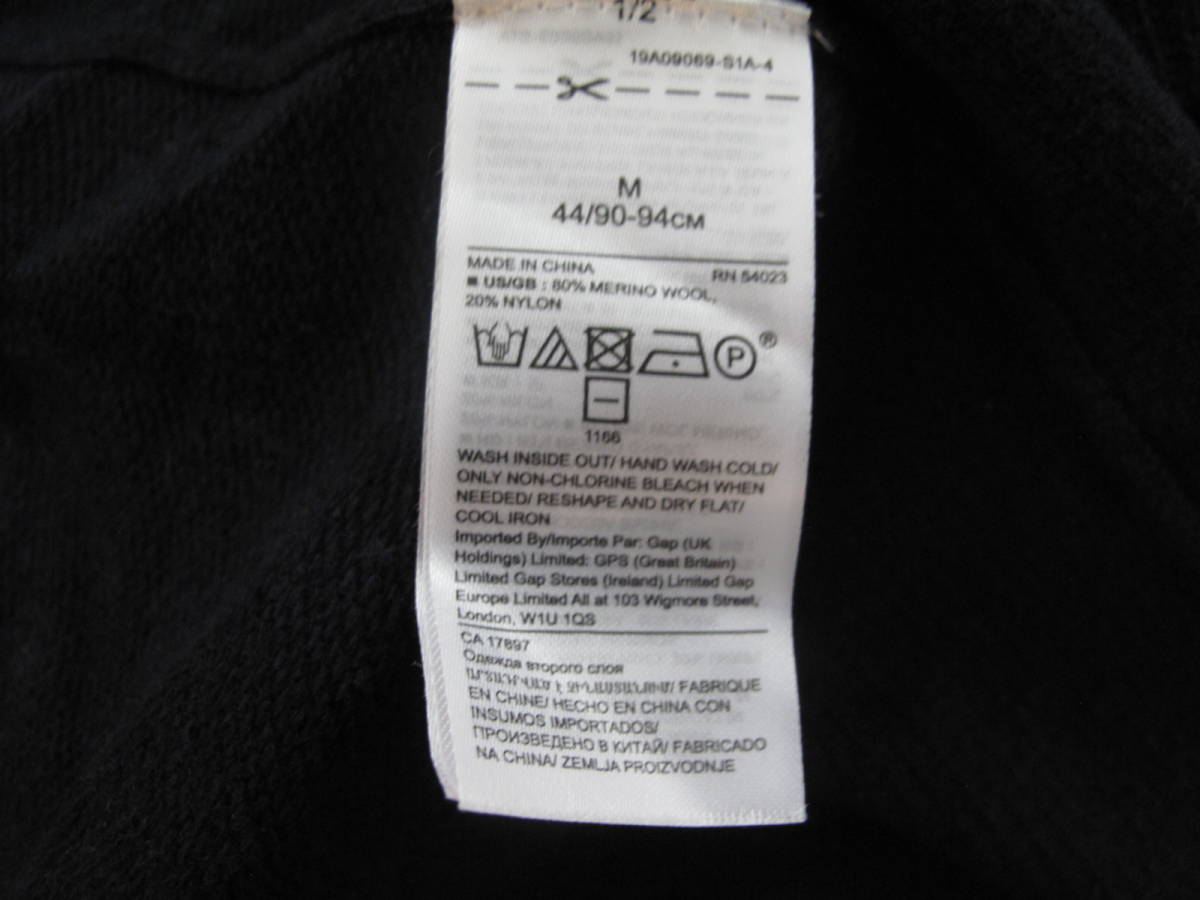 1/2
19A09069-S1A-4
M
44/90-94см
MADE IN CHINA RN 54023
■ US/GB : 80% MERINO WOOL,
20% NYLON
P ®
1166
WASH INSIDE OUT/ HAND WASH COLD/
ONLY NON-CHLORINE BLEACH WHEN
NEEDED/ RESHAPE AND DRY FLAT/
COOL IRON
Imported By/Importe Par: Gap (UK
Holdings) Limited: GPS (Great Britain)
Limited Gap Stores (Ireland) Limited Gap
Europe Limited All at 103 Wigmore Street,
London, W1U 1QS
CA 17897
Одежда второго слоя
FABRIQUE
EN CHINE/ HECHO EN CHINA CON
INSUMOS IMPORTADOS/
ПРОИЗВЕДЕНО В КИТАЙ/ FABRICADO
NA CHINA/ ZEMLJA PROIZVODNJE